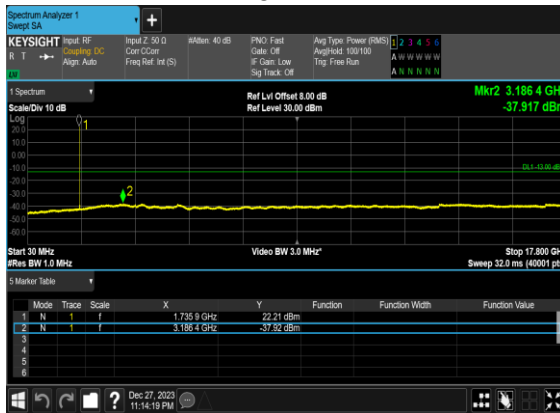 Spectrum Analyzer 1
Swept SA
+
KEYSIGHT Input: RF Input Z: 50 Ω #Atten: 40 dB PNO: Fast Avg Type: Power (RMS) 1 2 3 4 5 6
R T Coupling: DC Corr CCorr Gate: Off Avg|Hold: 100/100 A W W W W W
Align: Auto Freq Ref: Int (S) IF Gain: Low Trig: Free Run
LXI Sig Track: Off A N N N N N
1 Spectrum Ref Lvl Offset 8.00 dB Mkr2 3.186 4 GHz
Scale/Div 10 dB Ref Level 30.00 dBm -37.917 dBm
Log
20.0 1
10.0
0.00
-10.0 DL1 -13.00 dB
-20.0
-30.0 2
-40.0
-50.0
-60.0
Start 30 MHz Video BW 3.0 MHz* Stop 17.800 GH
#Res BW 1.0 MHz Sweep 32.0 ms (40001 pt
5 Marker Table
Mode Trace Scale X Y Function Function Width Function Value
1 N 1 f 1.735 9 GHz 22.21 dBm
2 N 1 f 3.186 4 GHz -37.92 dBm
3
4
5
6
? Dec 27, 2023
11:14:19 PM